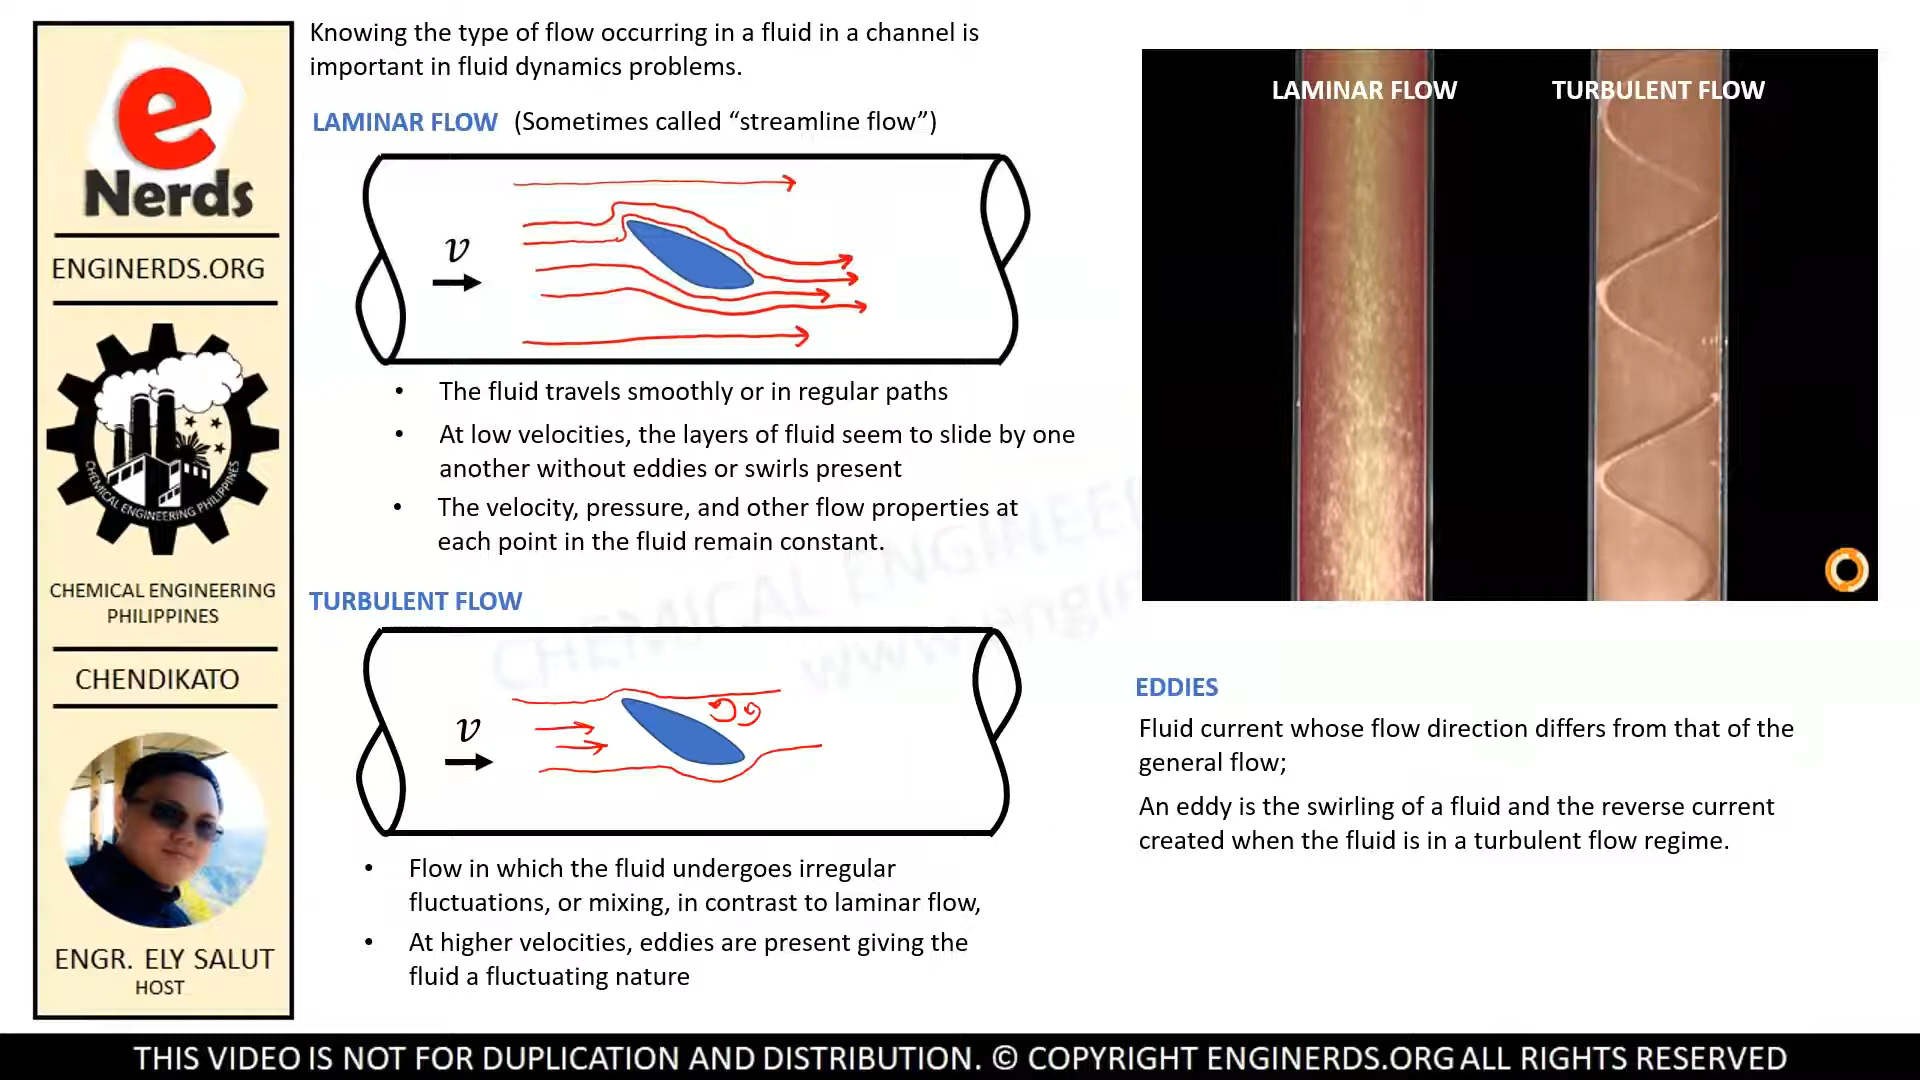 e
Nerds
ENGINERDS.ORG
CHEMICAL ENGINEERING PHILIPPINES
CHEMICAL ENGINEERING
PHILIPPINES
CHENDIKATO
ENGR. ELY SALUT
HOST
Knowing the type of flow occurring in a fluid in a channel is
important in fluid dynamics problems.
LAMINAR FLOW (Sometimes called “streamline flow”)
v
• The fluid travels smoothly or in regular paths
• At low velocities, the layers of fluid seem to slide by one
another without eddies or swirls present
• The velocity, pressure, and other flow properties at
each point in the fluid remain constant.
TURBULENT FLOW
v
• Flow in which the fluid undergoes irregular
fluctuations, or mixing, in contrast to laminar flow,
• At higher velocities, eddies are present giving the
fluid a fluctuating nature
LAMINAR FLOW
TURBULENT FLOW
EDDIES
Fluid current whose flow direction differs from that of the
general flow;
An eddy is the swirling of a fluid and the reverse current
created when the fluid is in a turbulent flow regime.
THIS VIDEO IS NOT FOR DUPLICATION AND DISTRIBUTION. © COPYRIGHT ENGINERDS.ORG ALL RIGHTS RESERVED